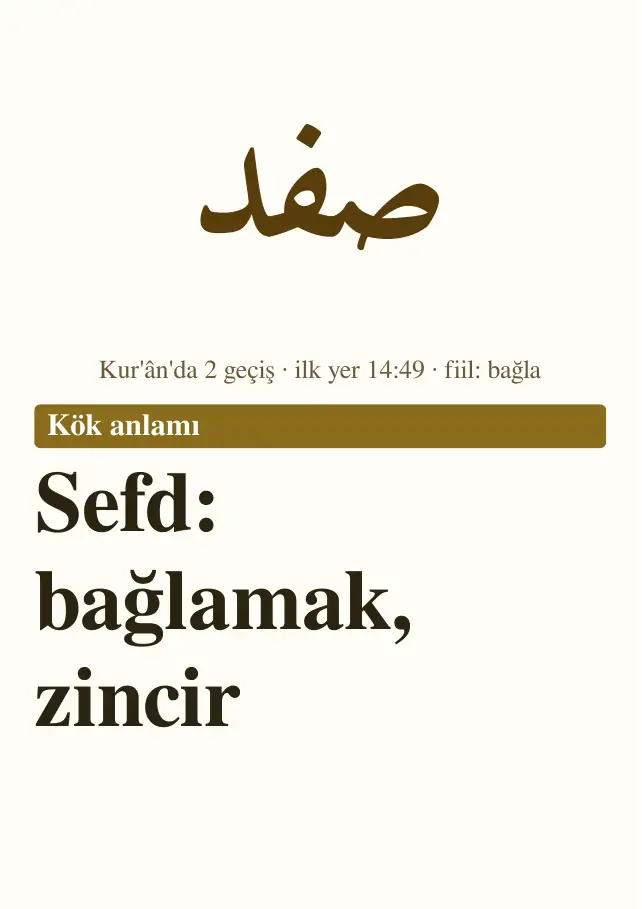 صفد
Kur'ân'da 2 geçiş · ilk yer 14:49 · fiil: bağla
Kök anlamı
Sefd:
bağlamak,
zincir